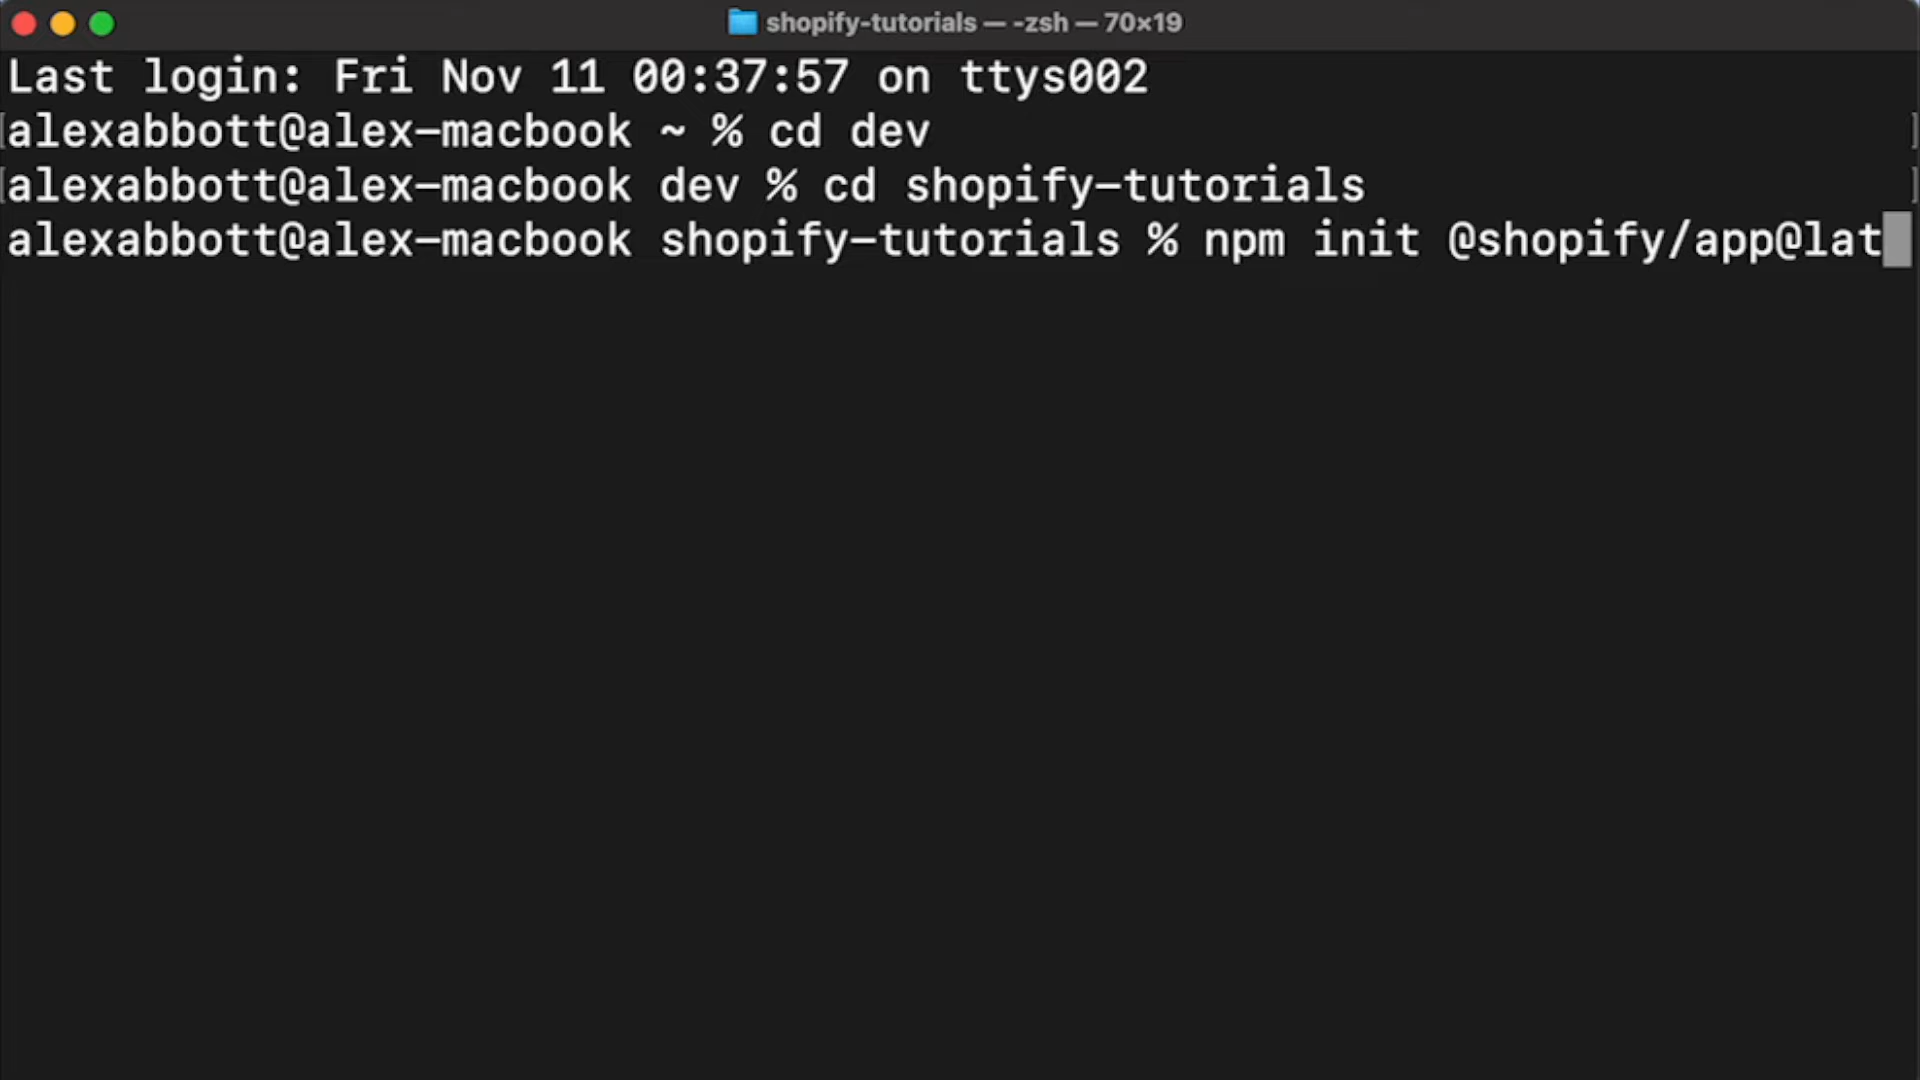 shopify-tutorials — -zsh — 70×19
Last login: Fri Nov 11 00:37:57 on ttys002
[alexabbott@alex-macbook ~ % cd dev ]
[alexabbott@alex-macbook dev % cd shopify-tutorials ]
alexabbott@alex-macbook shopify-tutorials % npm init @shopify/app@lat